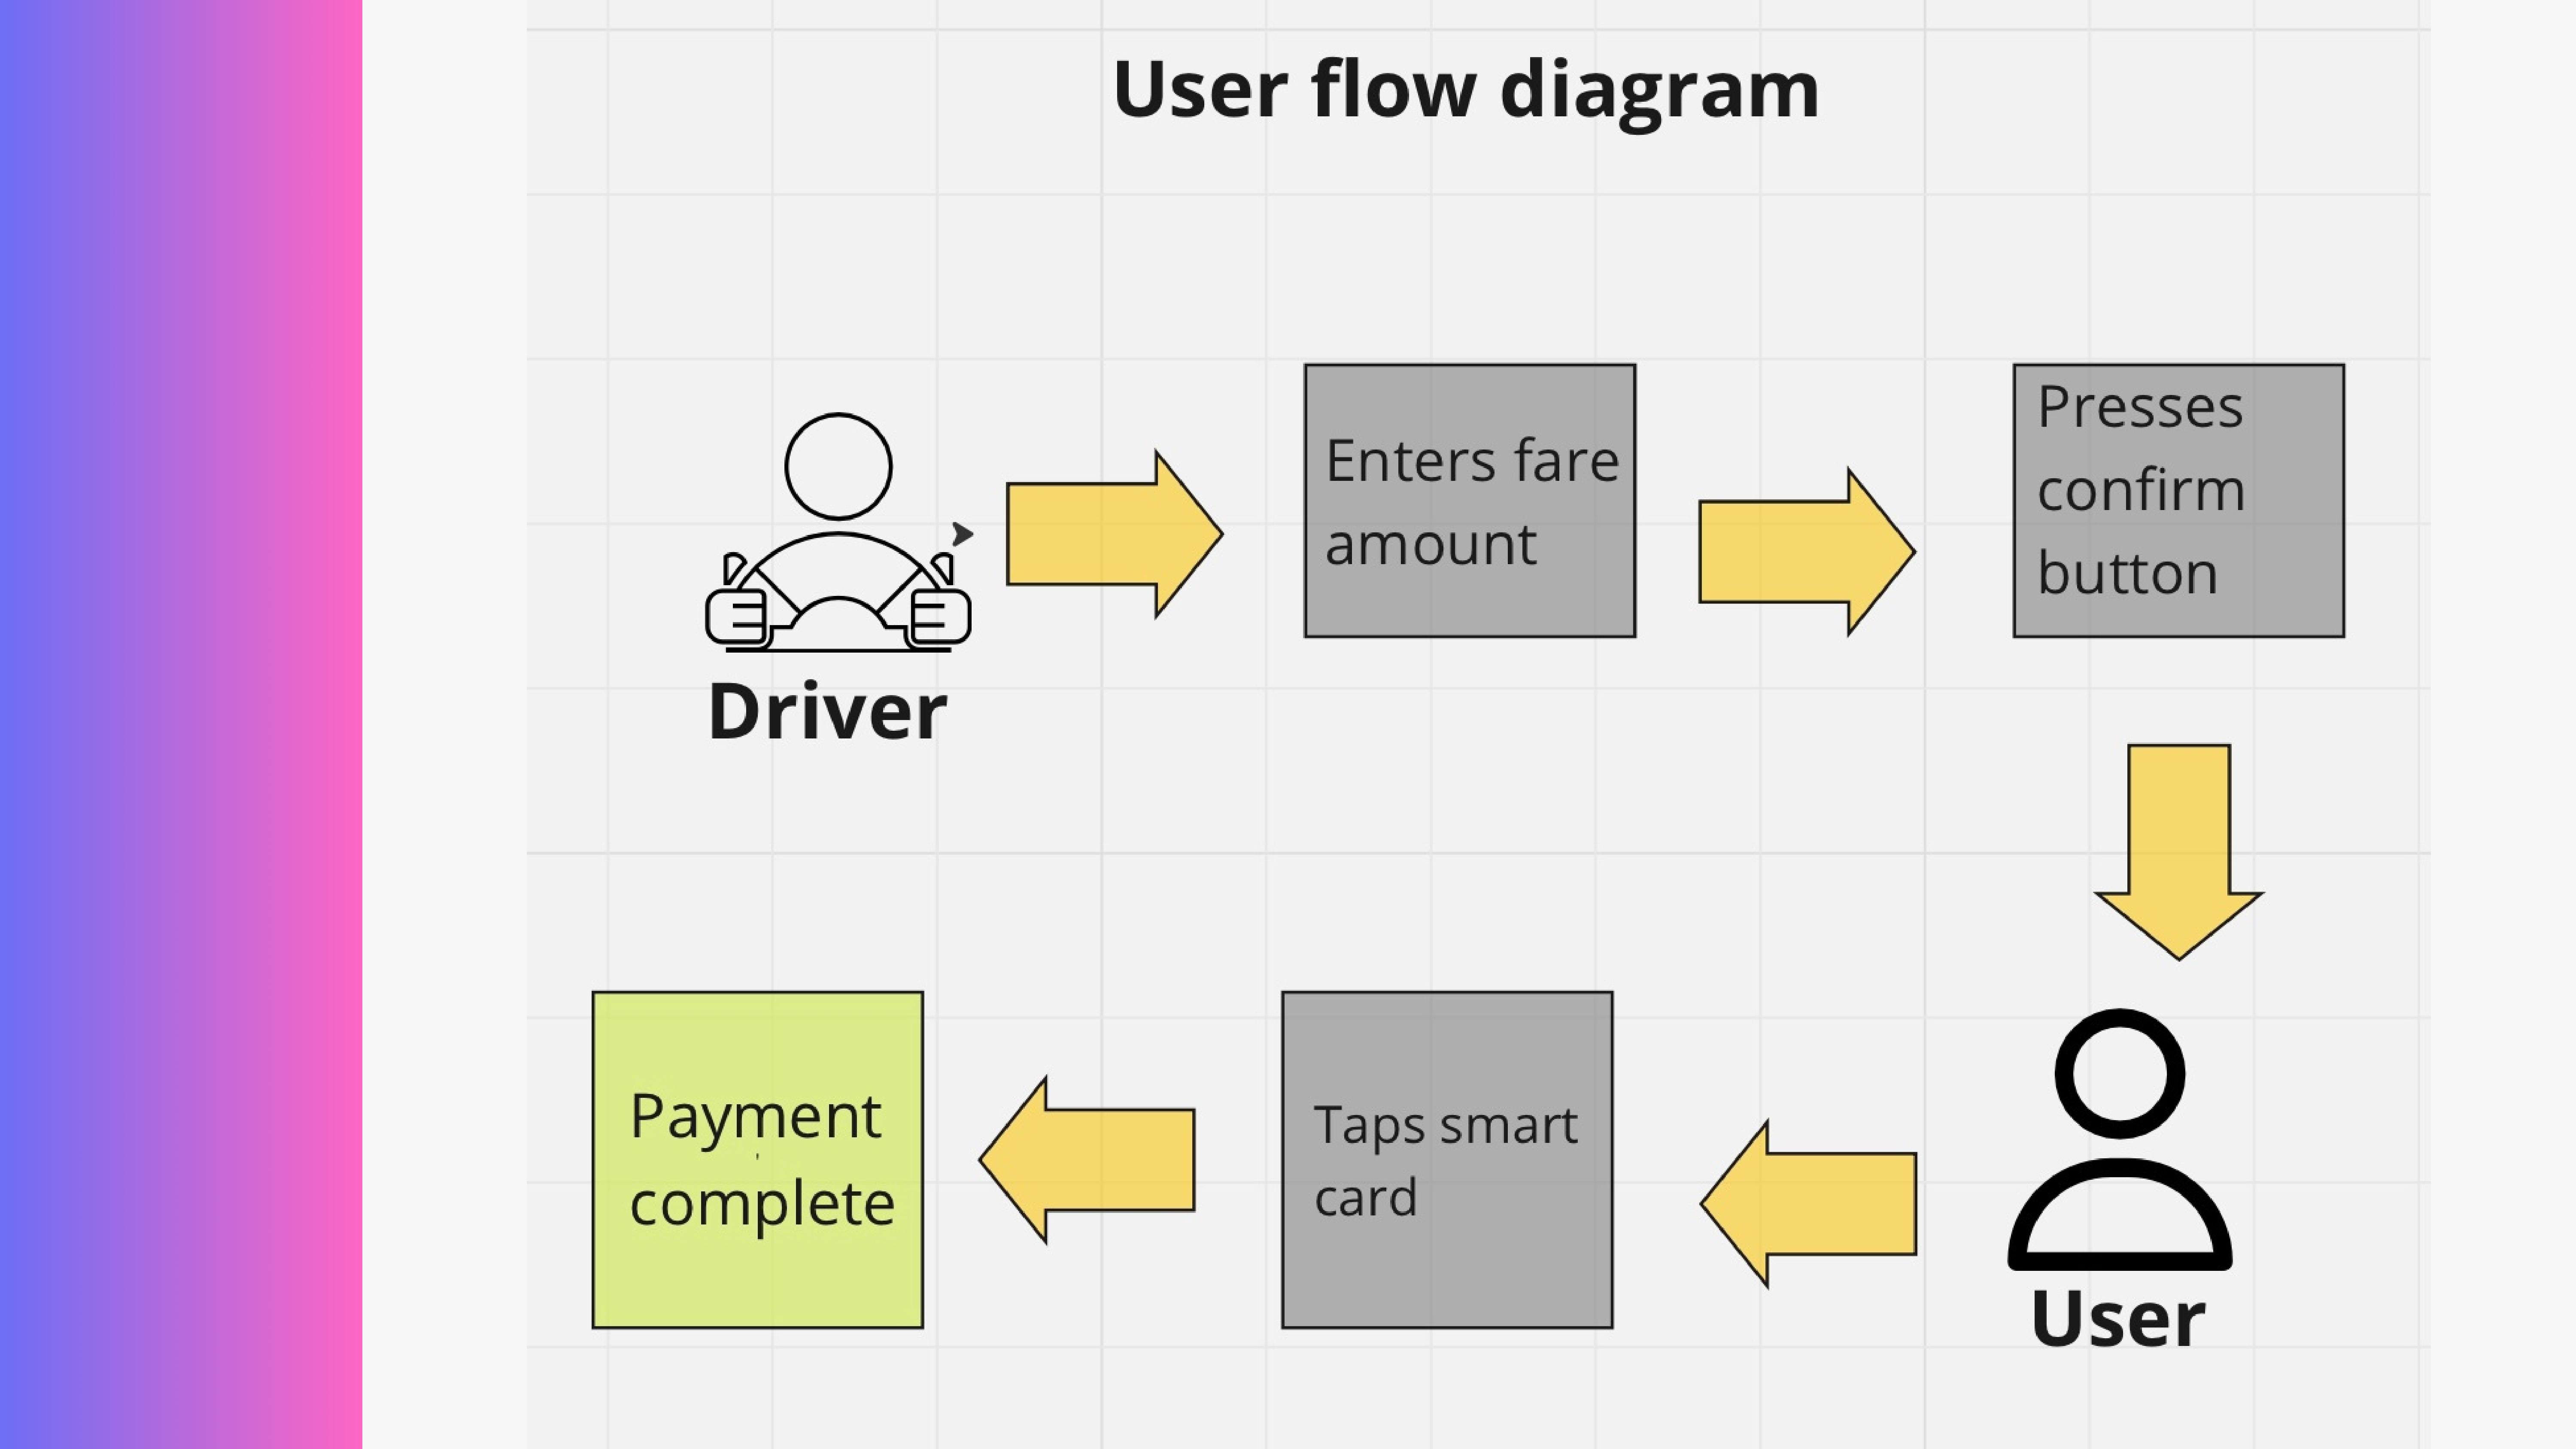 User flow diagram
Enters fare
amount
Presses
confirm
button
Driver
User
Taps smart
card
Payment
complete